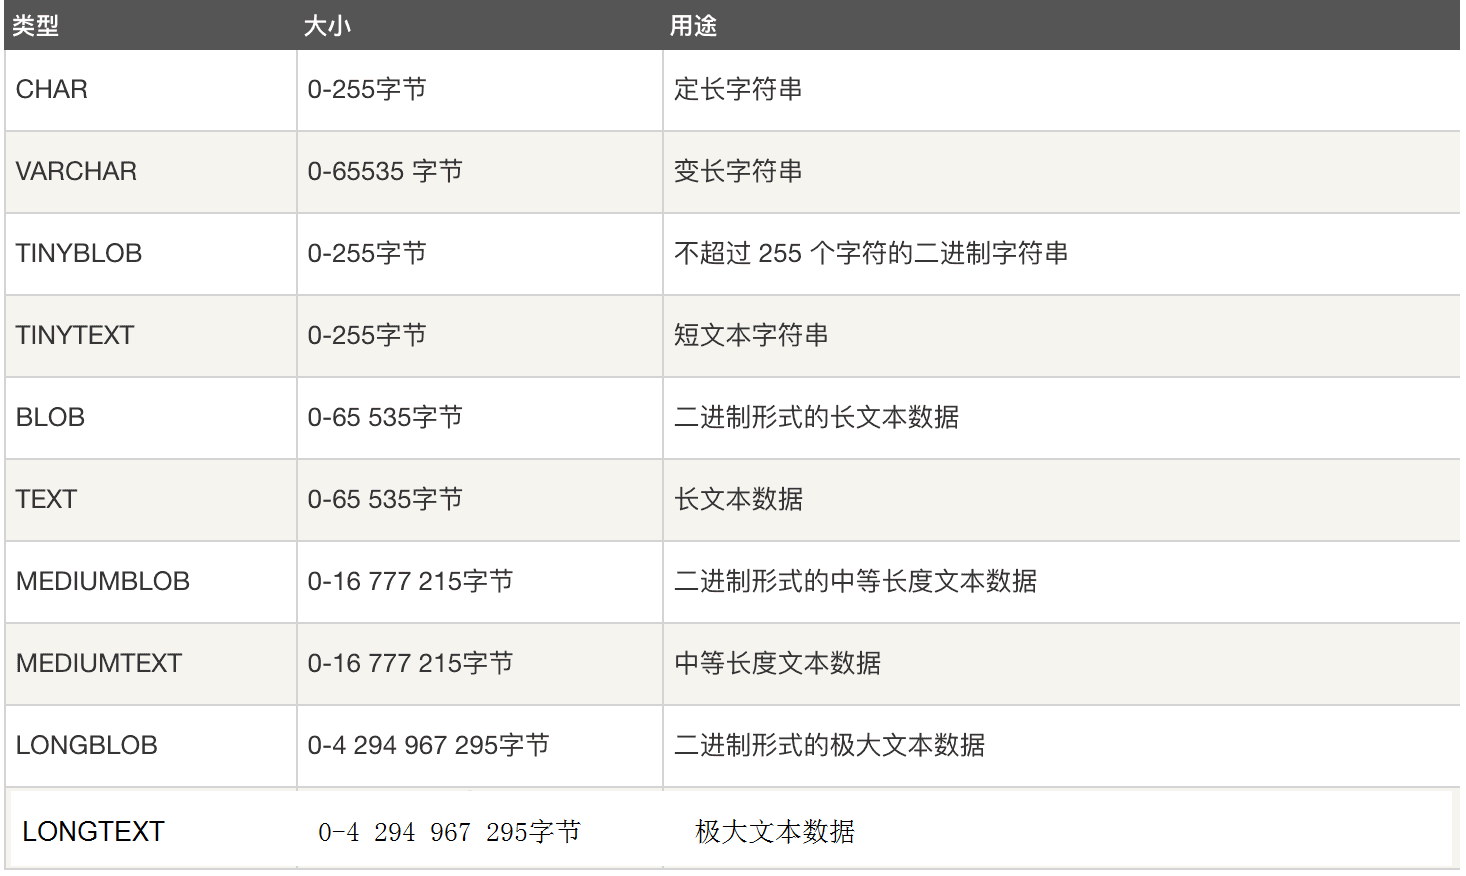 类型 大小 用途
CHAR 0-255字节 定长字符串
VARCHAR 0-65535 字节 变长字符串
TINYBLOB 0-255字节 不超过 255 个字符的二进制字符串
TINYTEXT 0-255字节 短文本字符串
BLOB 0-65 535字节 二进制形式的长文本数据
TEXT 0-65 535字节 长文本数据
MEDIUMBLOB 0-16 777 215字节 二进制形式的中等长度文本数据
MEDIUMTEXT 0-16 777 215字节 中等长度文本数据
LONGBLOB 0-4 294 967 295字节 二进制形式的极大文本数据
LONGTEXT 0-4 294 967 295字节 极大文本数据